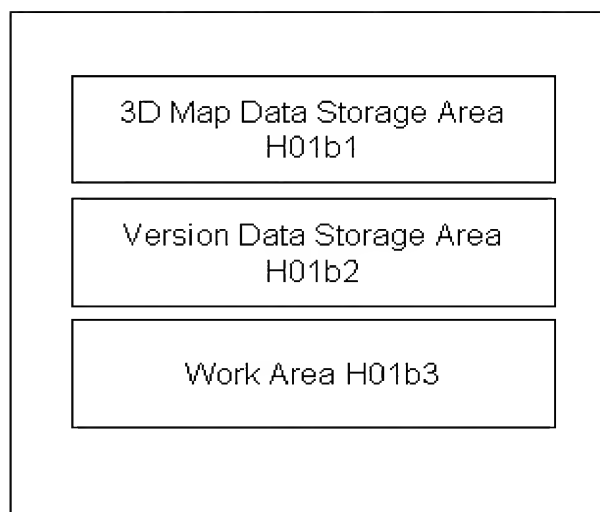 3D Map Data Storage Area
H01b1
Version Data Storage Area
H01b2
Work Area H01b3